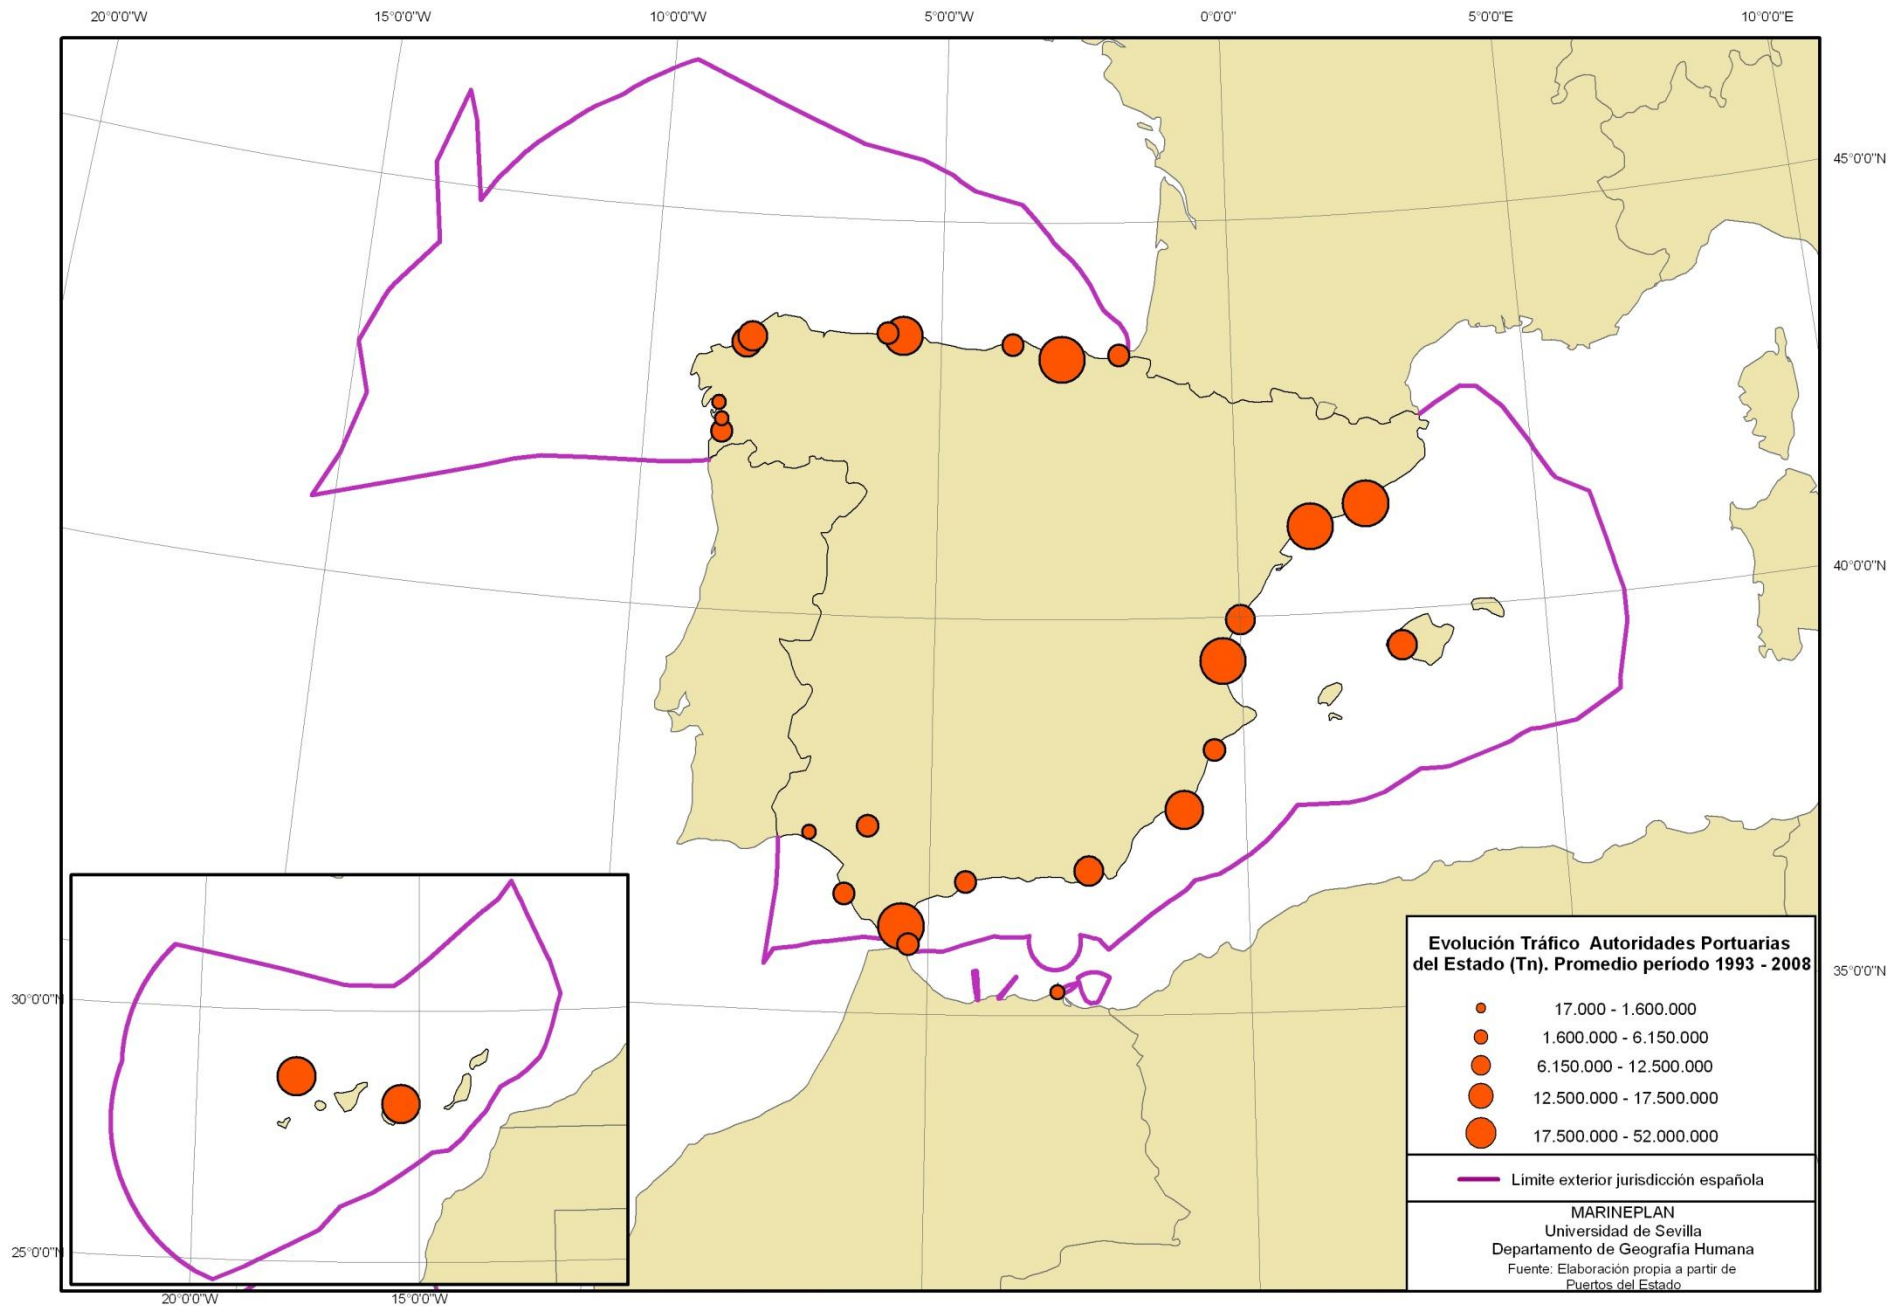 20°0'0"W
15°0'0"W
10°0'0"W
5°0'0"W
0°0'0"
5°0'0"E
10°0'0"E
45°0'0"N
40°0'0"N
35°0'0"N
30°0'0"N
25°0'0"N
20°0'0"W
15°0'0"W
Evolución Tráfico Autoridades Portuarias
del Estado (Tn). Promedio período 1993 - 2008
17.000 - 1.600.000
1.600.000 - 6.150.000
6.150.000 - 12.500.000
12.500.000 - 17.500.000
17.500.000 - 52.000.000
Límite exterior jurisdicción española
MARINEPLAN
Universidad de Sevilla
Departamento de Geografía Humana
Fuente: Elaboración propia a partir de
Puertos del Estado